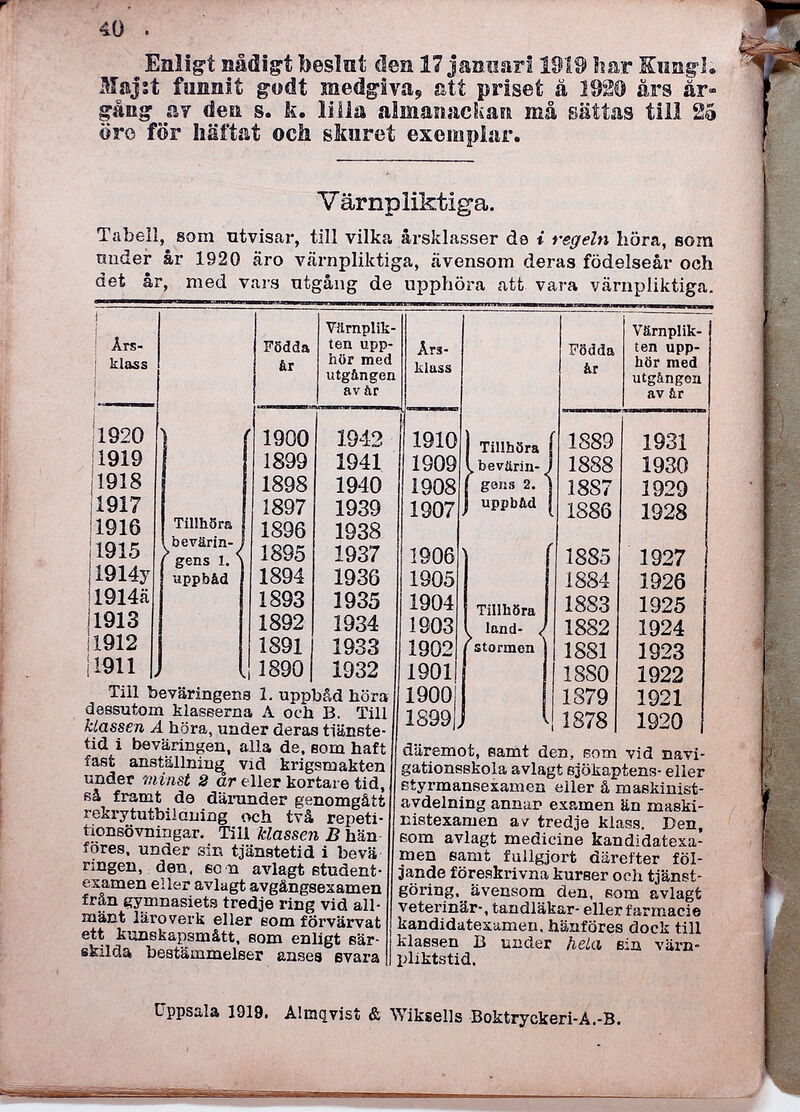 40 .
Enligt nådigt beslut den 17 januari 1919 har Kungl.
Maj:t funnit godt medgiva, att priset å 1920 års år-
gång av den s. k. lilla almanackan må sättas till 25
öre för häftat och skuret exemplar.
Värnpliktiga.
Tabell, som utvisar, till vilka årsklasser de i regeln höra, som
under år 1920 äro värnpliktiga, ävensom deras födelseår och
det år, med vars utgång de upphöra att vara värnpliktiga.
Års-
klass
Födda
år
Värnplik-
ten upp-
hör med
utgången
av år
1920 1900 1942
1919 1899 1941
1918 1898 1940
1917 1897 1939
1916 1896 1938
1915 1895 1937
1914y 1894 1936
1914ä 1893 1935
1913 1892 1934
1912 1891 1933
1911 1890 1932
Tillhöra
bevärin-
gens 1.
uppbåd
Till beväringens 1. uppbåd höra
dessutom klasserna A och B. Till
klassen A höra, under deras tjänste-
tid i beväringen, alla de, som haft
fast anställning vid krigsmakten
under minst 2 år eller kortare tid,
så framt de därunder genomgått
rekrytutbildning och två repeti-
tionsövningar. Till klassen B hän
föres, under sin tjänstetid i bevä
ringen, den, som avlagt student-
examen eller avlagt avgångsexamen
från gymnasiets tredje ring vid all-
mänt läroverk eller som förvärvat
ett kunskapsmått, som enligt sär-
skilda bestämmelser anses svara
Års-
klass
Födda
år
Värnplik-
ten upp-
hör med
utgången
av år
1910 1889 1931
1909 1888 1930
1908 1887 1929
1907 1886 1928
Tillhöra
bevärin-
gens 2.
uppbåd
1906 1885 1927
1905 1884 1926
1904 1883 1925
1903 1882 1924
1902 1881 1923
1901 1880 1922
1900 1879 1921
1899 1878 1920
Tillhöra
land-
stormen
däremot, samt den, som vid navi-
gationsskola avlagt sjökaptens- eller
styrmansexamen eller å maskinist-
avdelning annan examen än maski-
nistexamen av tredje klass. Den,
som avlagt medicine kandidatexa-
men samt fullgjort därefter föl-
jande föreskrivna kurser och tjänst-
göring, ävensom den, som avlagt
veterinär-, tandläkar- eller farmacie
kandidatexamen, hänföres dock till
klassen B under hela sin värn-
pliktstid.
Uppsala 1919. Almqvist & Wiksells Boktryckeri-A.-B.